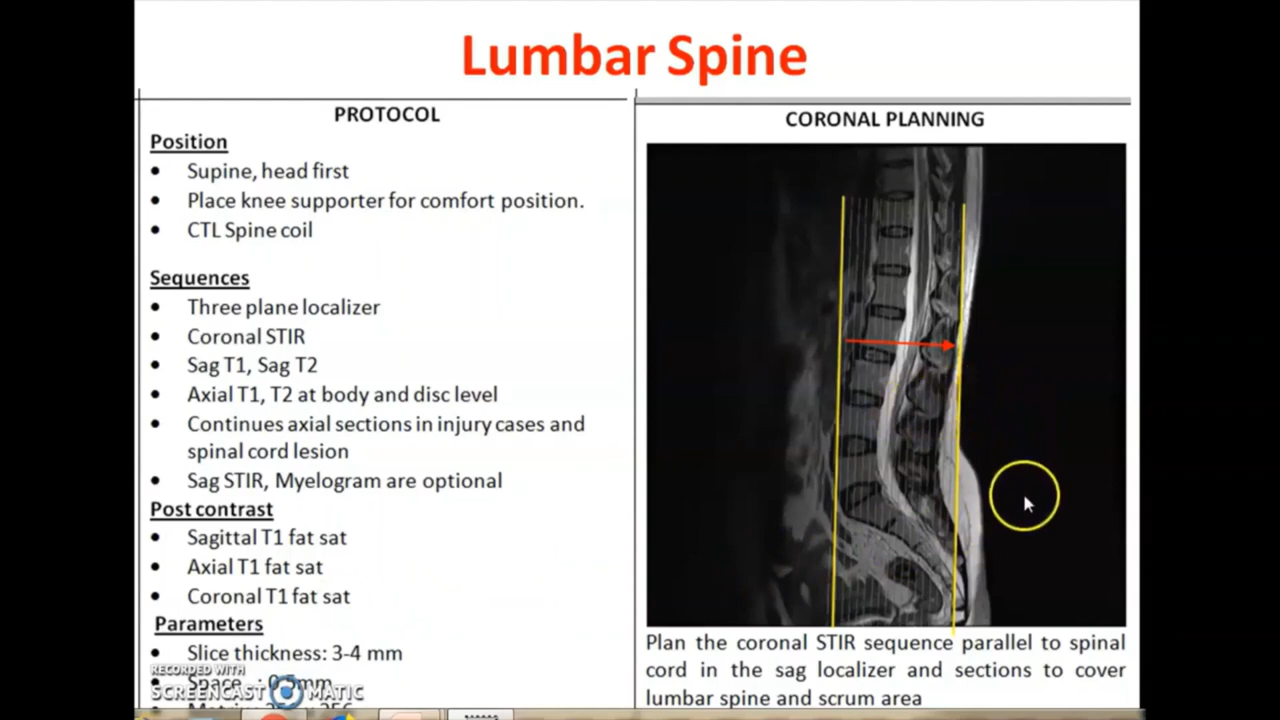 Lumbar Spine
PROTOCOL
Position
• Supine, head first
• Place knee supporter for comfort position.
• CTL Spine coil
Sequences
• Three plane localizer
• Coronal STIR
• Sag T1, Sag T2
• Axial T1, T2 at body and disc level
• Continues axial sections in injury cases and
spinal cord lesion
• Sag STIR, Myelogram are optional
Post contrast
• Sagittal T1 fat sat
• Axial T1 fat sat
• Coronal T1 fat sat
Parameters
• Slice thickness: 3-4 mm
RECORDED WITH
• Space :
SCREENCAST MATIC
CORONAL PLANNING
Plan the coronal STIR sequence parallel to spinal
cord in the sag localizer and sections to cover
lumbar spine and scrum area